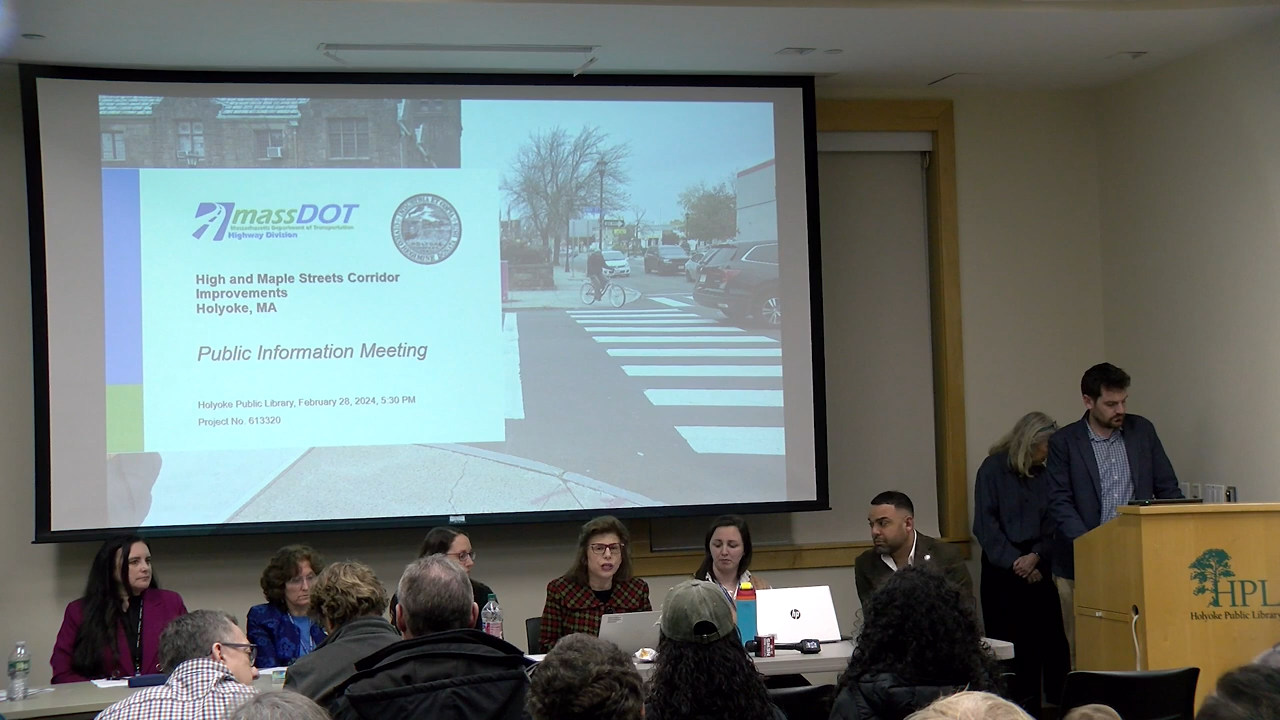 massDOT
Massachusetts Department of Transportation
Highway Division
High and Maple Streets Corridor
Improvements
Holyoke, MA
Public Information Meeting
Holyoke Public Library, February 28, 2024, 5:30 PM
Project No. 613320
hp
HPL
Holyoke Public Library